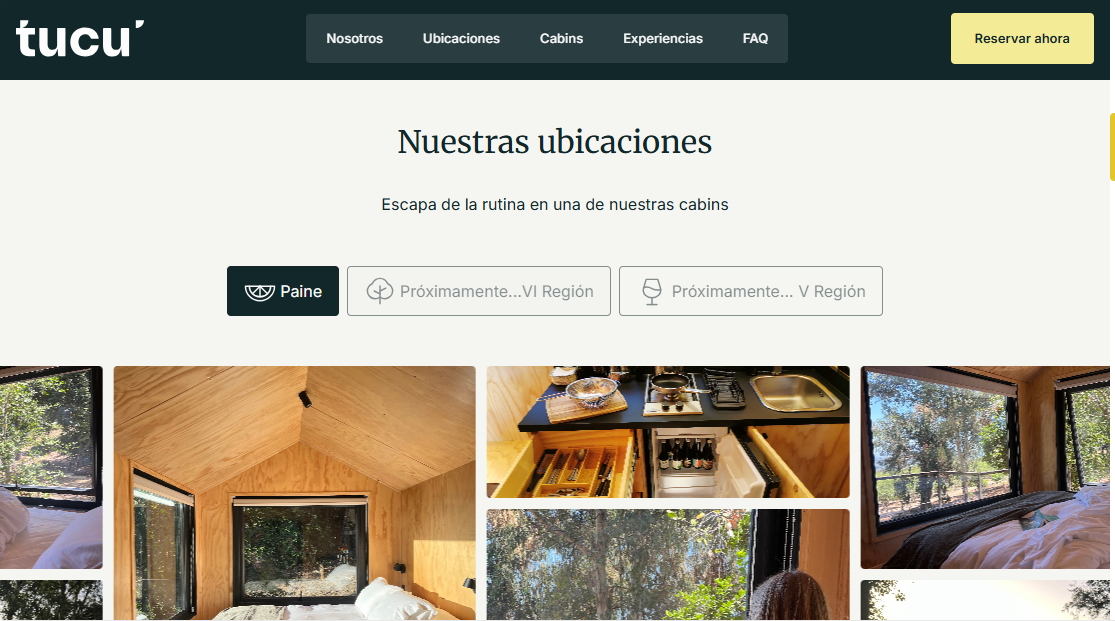 tucu'
Nosotros
Ubicaciones
Cabins
Experiencias
FAQ
Reservar ahora
Nuestras ubicaciones
Escapa de la rutina en una de nuestras cabins
Paine
Próximamente...VI Región
Próximamente... V Región